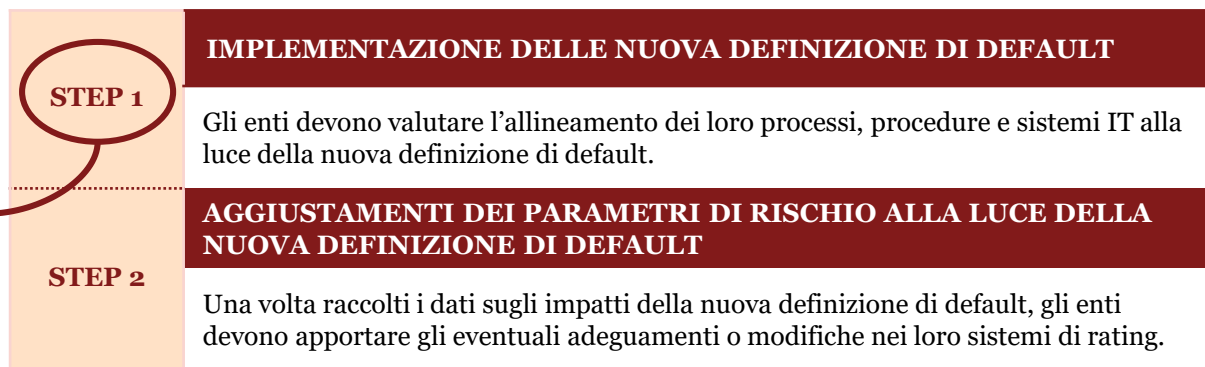 STEP 1
IMPLEMENTAZIONE DELLE NUOVA DEFINIZIONE DI DEFAULT
Gli enti devono valutare l’allineamento dei loro processi, procedure e sistemi IT alla
luce della nuova definizione di default.
STEP 2
AGGIUSTAMENTI DEI PARAMETRI DI RISCHIO ALLA LUCE DELLA
NUOVA DEFINIZIONE DI DEFAULT
Una volta raccolti i dati sugli impatti della nuova definizione di default, gli enti
devono apportare gli eventuali adeguamenti o modifiche nei loro sistemi di rating.